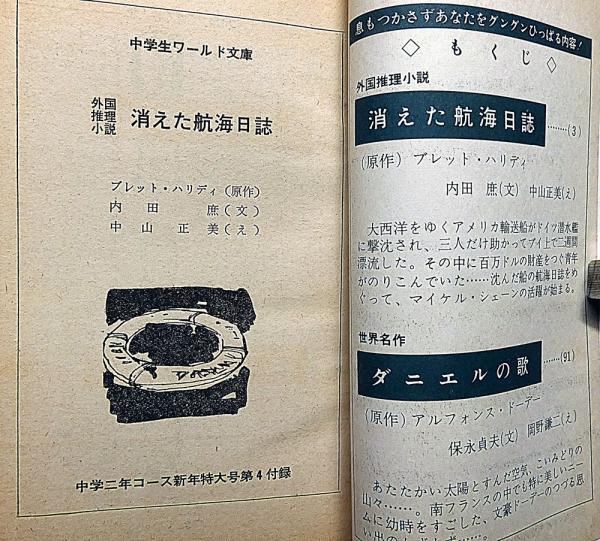 中学生ワールド文庫
外国
推理
小説
消えた航海日誌
ブレット・ハリディ(原作)
内田 庶(文)
中山正美(え)
中学二年コース新年特大号第4付録
息もつかさずあなたをグングンひっぱる内容!
◇ もくじ ◇
外国推理小説
消えた航海日誌 ………(3)
(原作) ブレット・ハリディ
内田 庶(文) 中山正美(え)
大西洋をゆくアメリカ輸送船がドイツ潜水艦
に撃沈され、三人だけ助かってブイ上で二週間
漂流した。その中に百万ドルの財産をつぐ青年
がのりこんでいた……沈んだ船の航海日誌をめ
ぐって、マイケル・シェーンの活躍が始まる。
世界名作
ダニエルの歌 ……(91)
(原作) アルフォンス・ドーデー
保永貞夫(文) 岡野謙二(え)
あたたかい太陽とすんだ空気、こいみどりの
山々……。南フランスの中でも特に美しいニー
ムに幼時をすごした、文豪ドーデーのつづる思